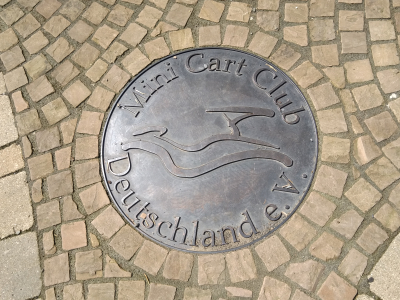 Mini Cart Club
Deutschland e.V.